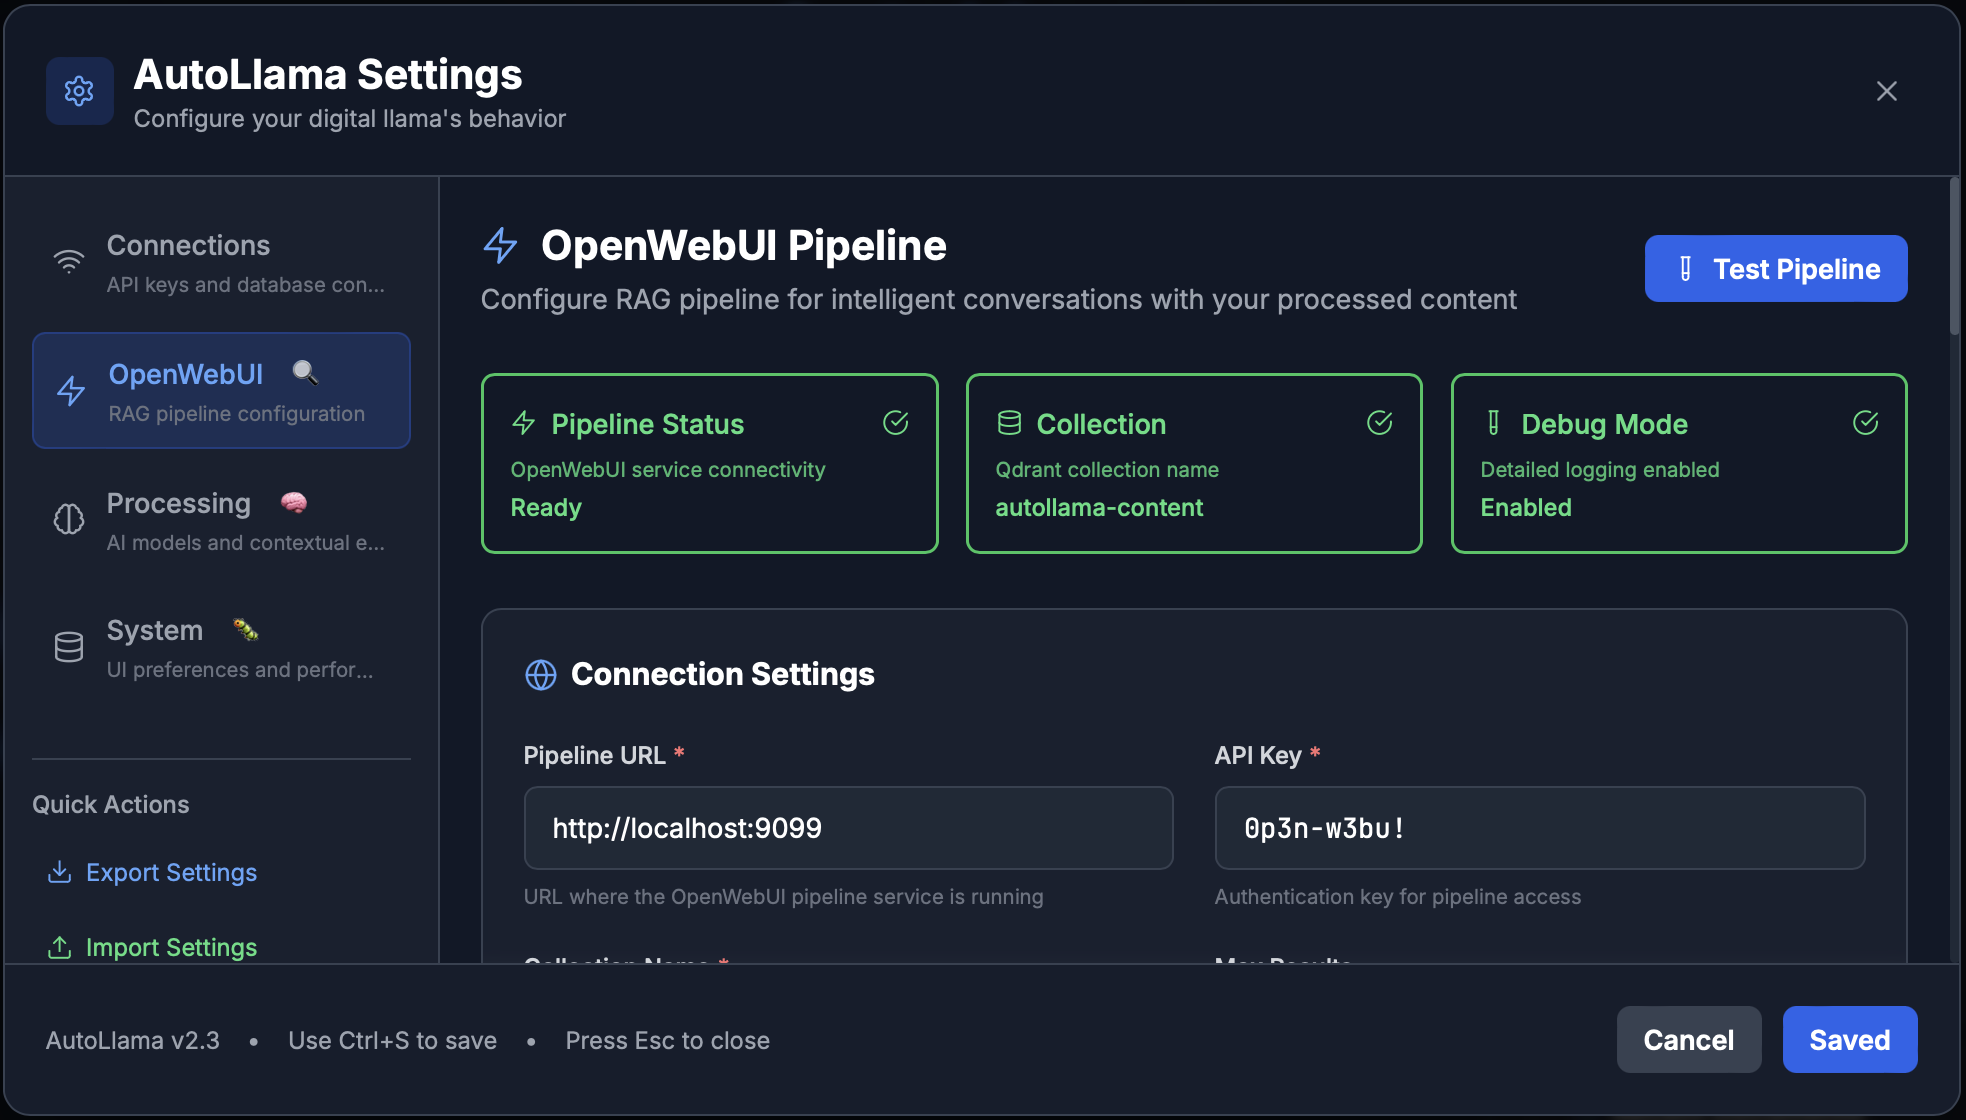 AutoLlama Settings
Configure your digital llama's behavior
Connections
API keys and database con...
OpenWebUI
RAG pipeline configuration
Processing
AI models and contextual e...
System
UI preferences and perfor...
Quick Actions
Export Settings
Import Settings
OpenWebUI Pipeline
Configure RAG pipeline for intelligent conversations with your processed content
Test Pipeline
Pipeline Status
OpenWebUI service connectivity
Ready
Collection
Qdrant collection name
autollama-content
Debug Mode
Detailed logging enabled
Enabled
Connection Settings
Pipeline URL *
http://localhost:9099
URL where the OpenWebUI pipeline service is running
API Key *
0p3n-w3bu!
Authentication key for pipeline access
Collection Name *
Max Results
AutoLlama v2.3 • Use Ctrl+S to save • Press Esc to close
Cancel
Saved